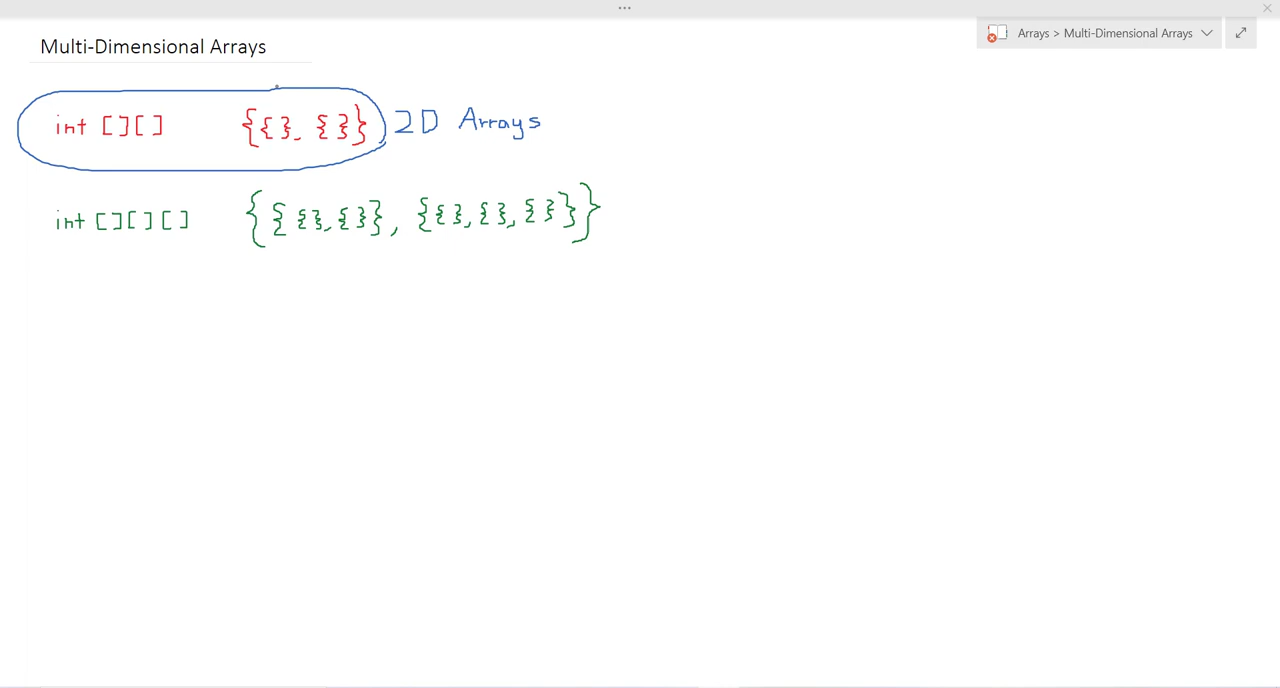 ...
Multi-Dimensional Arrays
Arrays > Multi-Dimensional Arrays
int [][] {{}, {}} 2D Arrays
int [][][] {{{},{}}, {{},{},{}}}